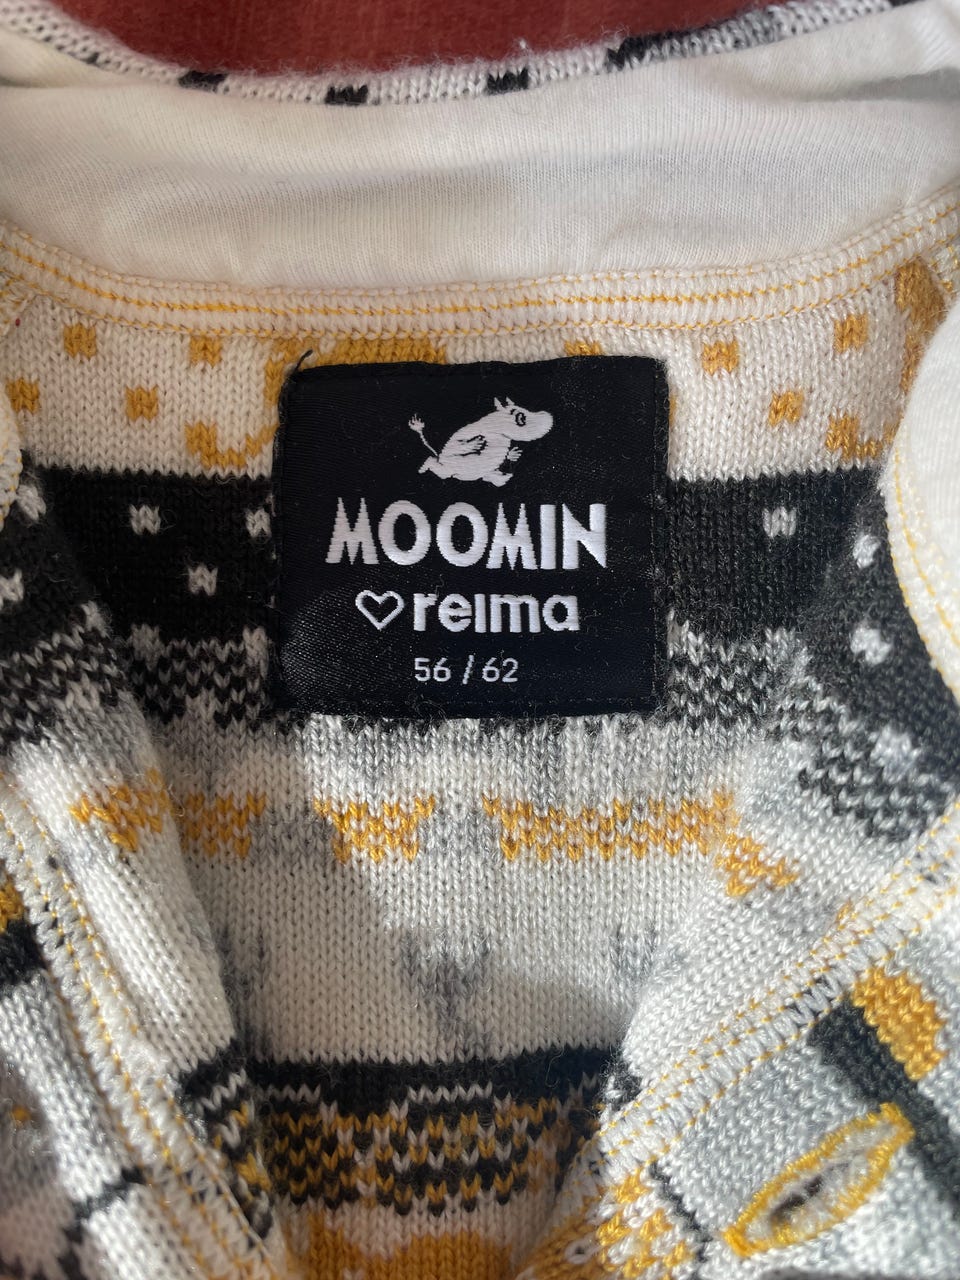 MOOMIN
♡ reima
56 / 62